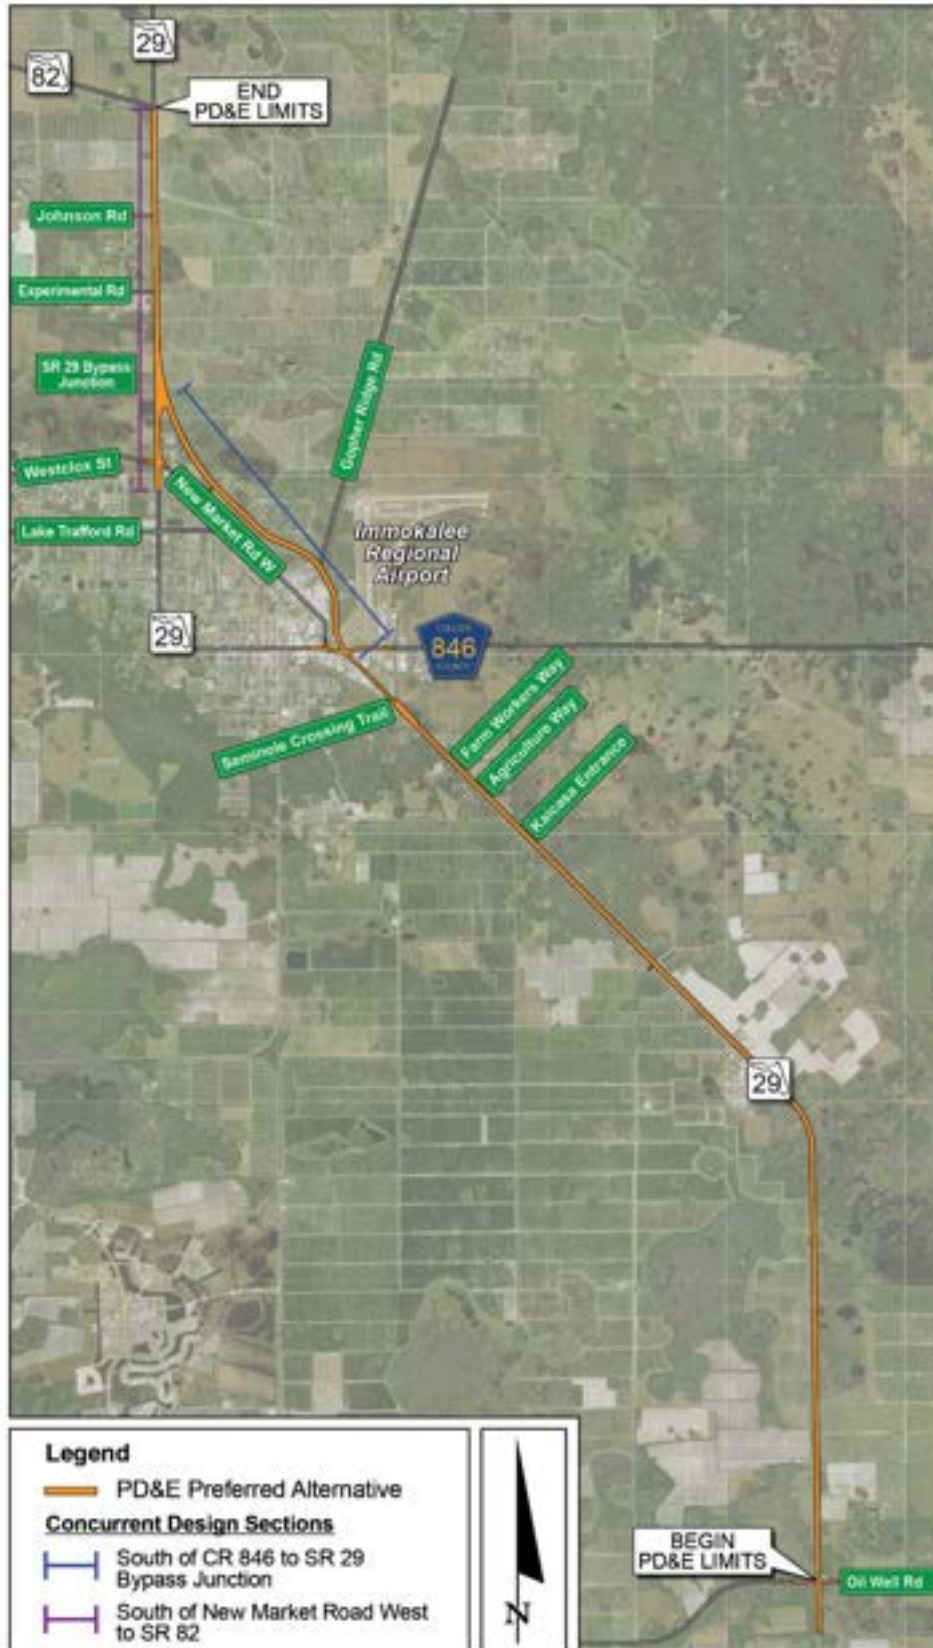 29
82
END
PD&E LIMITS
Johnson Rd
Experimental Rd
SR 29 Bypass
Junction
Gopher Ridge Rd
Westclox St
New Market Rd W
Lake Trafford Rd
Immokalee
Regional
Airport
29
COLLIER
846
COUNTY
Farm Workers Way
Seminole Crossing Trail
Agriculture Way
Kaicasa Entrance
29
Legend
PD&E Preferred Alternative
Concurrent Design Sections
South of CR 846 to SR 29
Bypass Junction
South of New Market Road West
to SR 82
N
BEGIN
PD&E LIMITS
Oil Well Rd